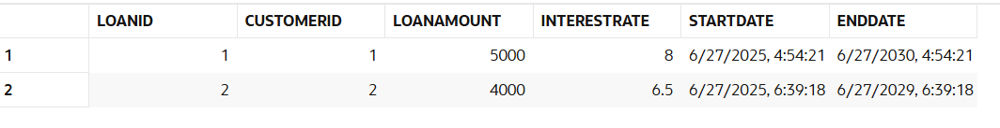 LOANID CUSTOMERID LOANAMOUNT INTERESTRATE STARTDATE ENDDATE
1 1 1 5000 8 6/27/2025, 4:54:21 6/27/2030, 4:54:21
2 2 2 4000 6.5 6/27/2025, 6:39:18 6/27/2029, 6:39:18